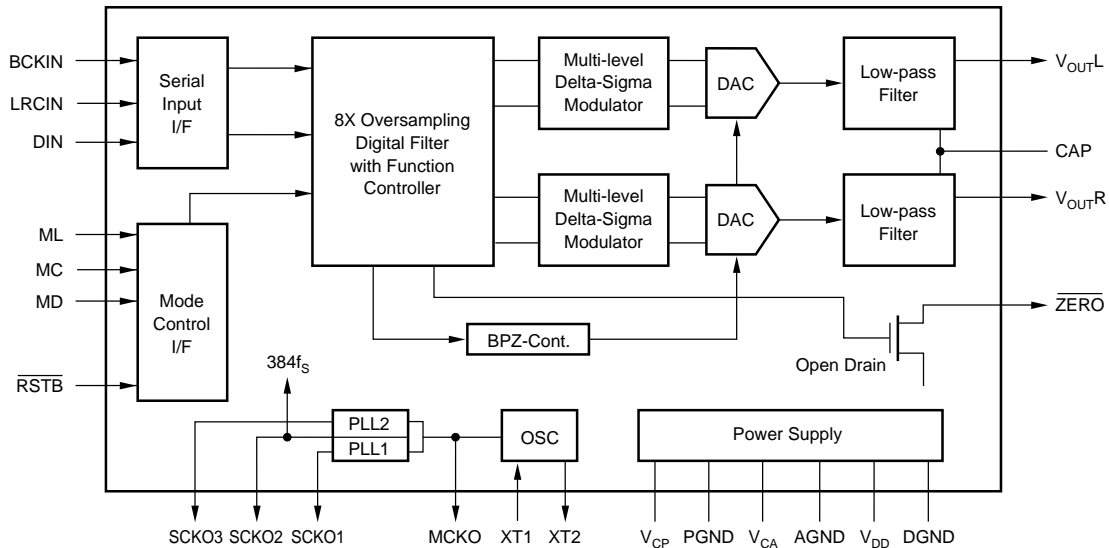 BCKIN
LRCIN
DIN
Serial
Input
I/F
8X Oversampling
Digital Filter
with Function
Controller
Multi-level
Delta-Sigma
Modulator
DAC
Low-pass
Filter
VOUTL
CAP
Multi-level
Delta-Sigma
Modulator
DAC
Low-pass
Filter
VOUTR
ML
MC
MD
RSTB
Mode
Control
I/F
BPZ-Cont.
Open Drain
ZERO
384fS
PLL2
PLL1
OSC
Power Supply
SCKO3 SCKO2 SCKO1 MCKO XT1 XT2 VCP PGND VCA AGND VDD DGND